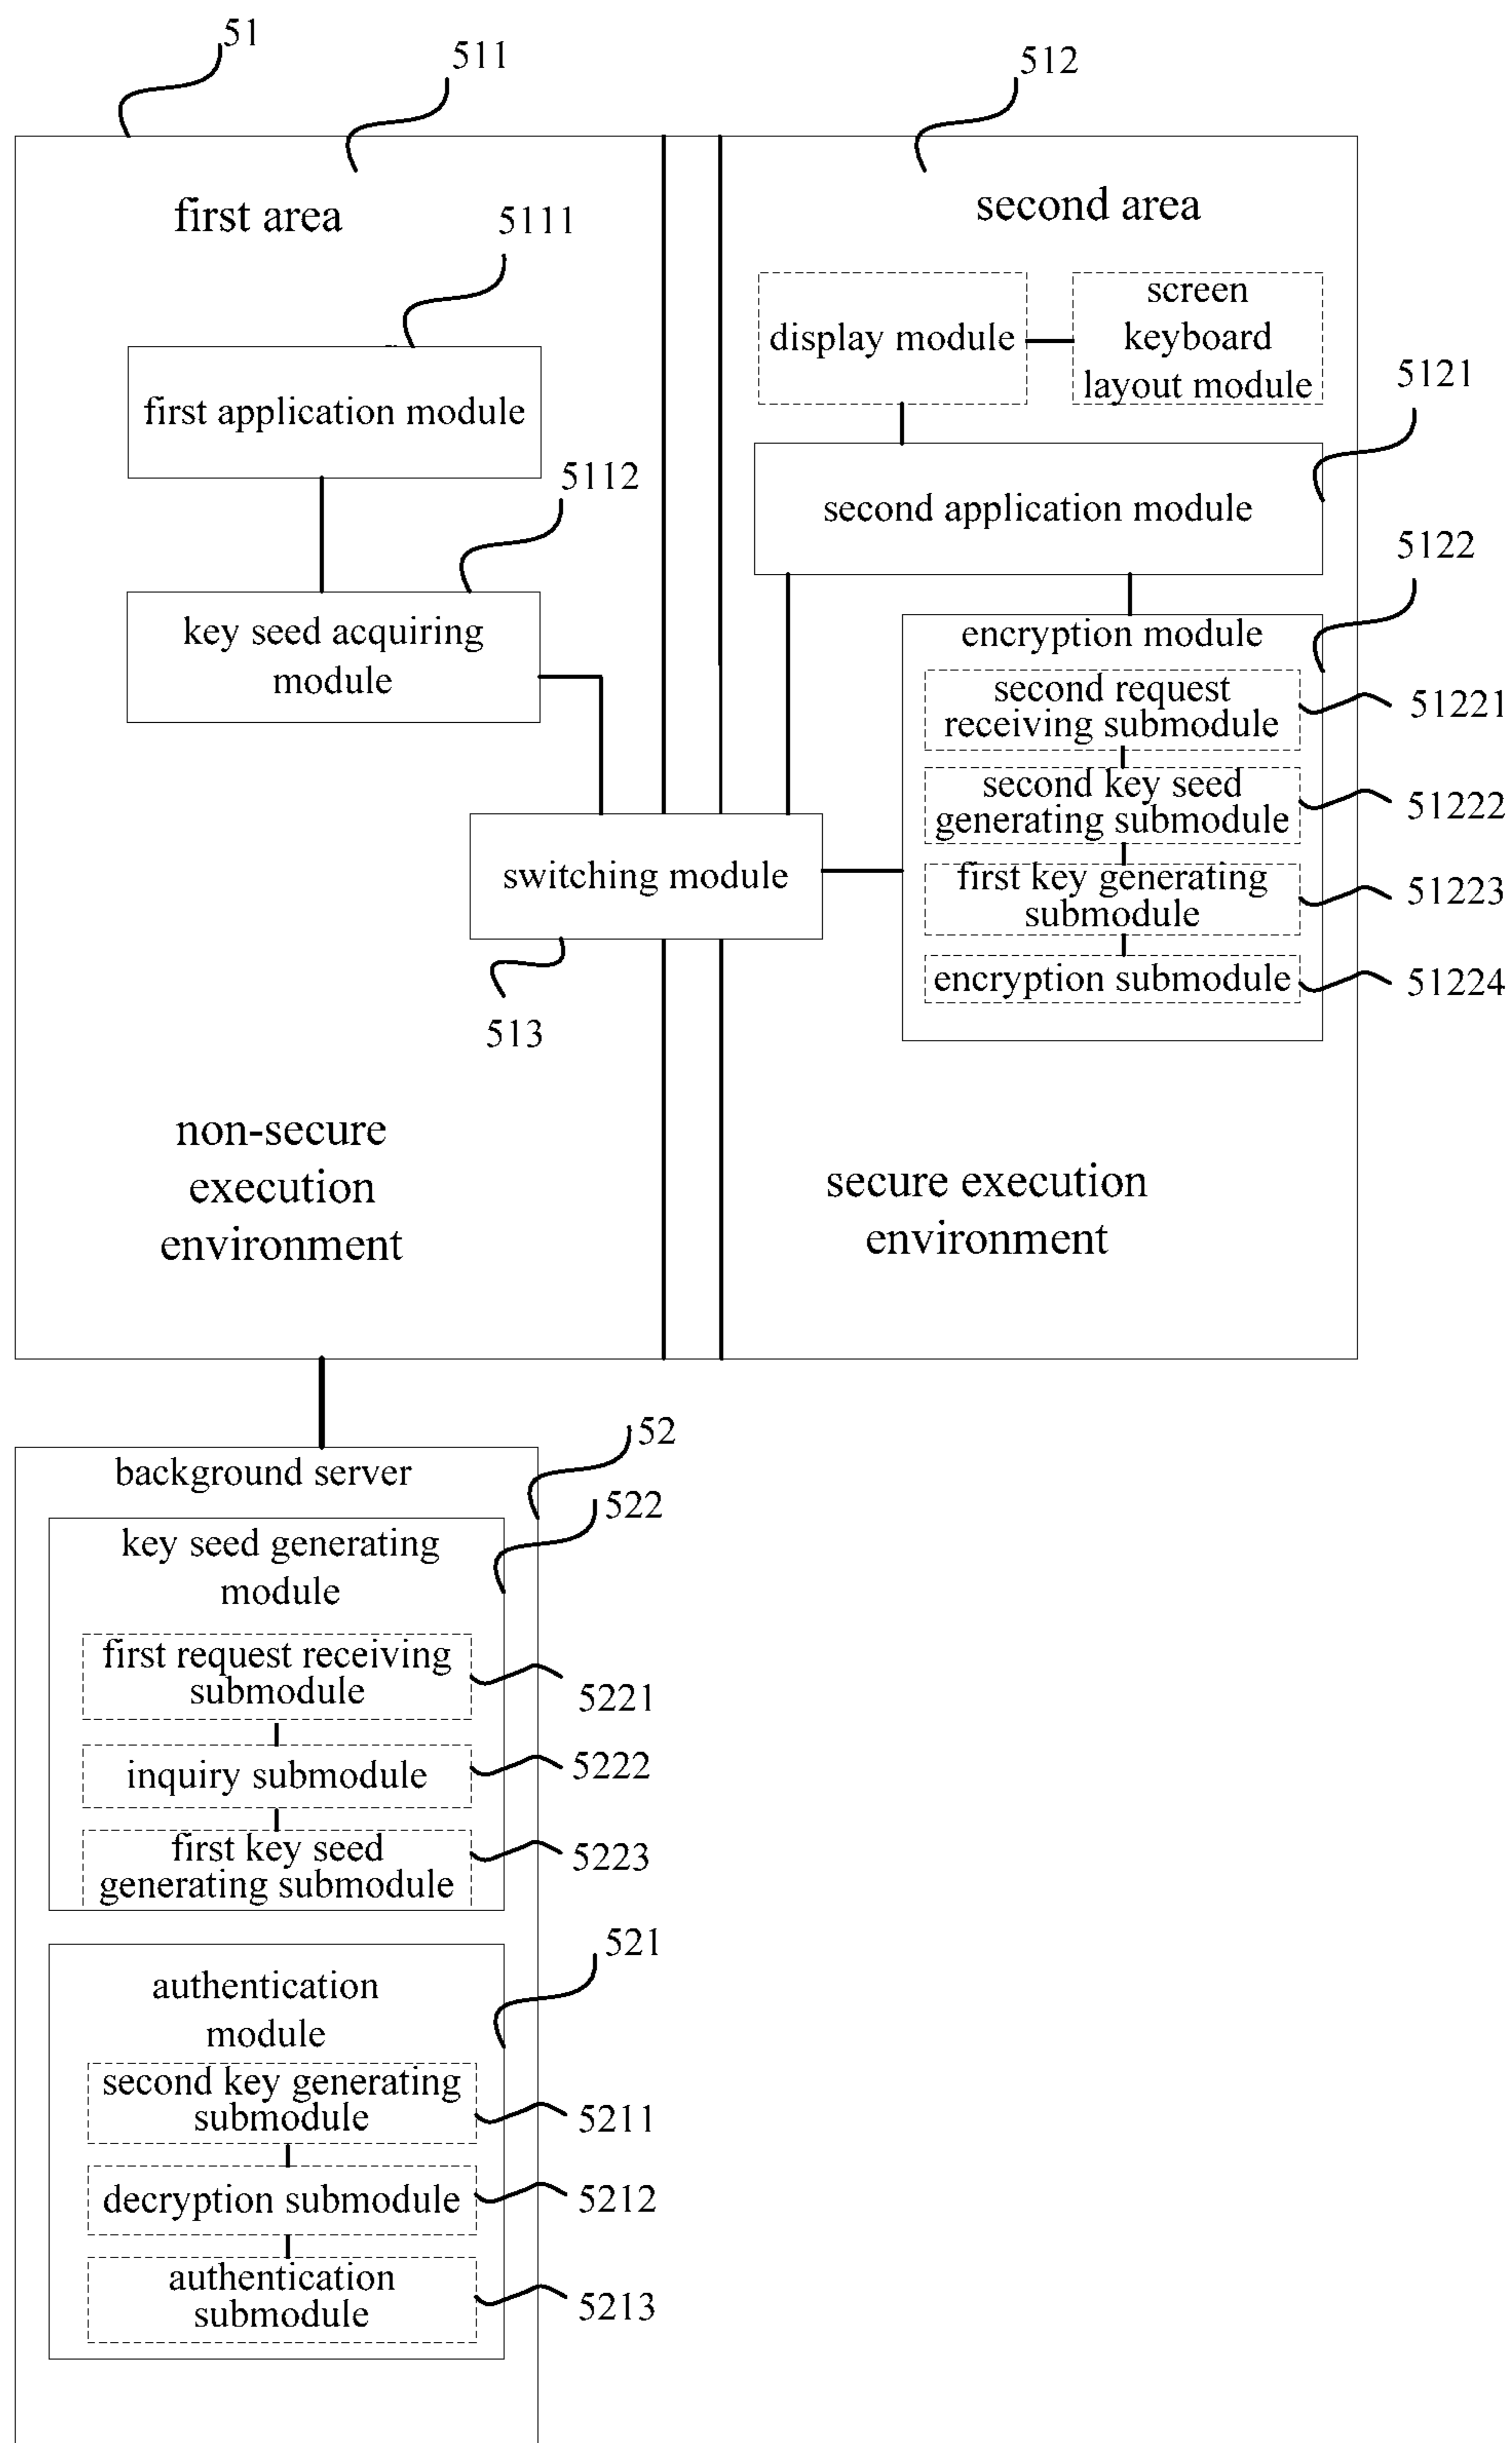 51
511
512
first area
second area
5111
display module
screen
keyboard
layout module
5121
first application module
5112
second application module
5122
key seed acquiring
module
encryption module
second request
receiving submodule
51221
second key seed
generating submodule
51222
switching module
first key generating
submodule
51223
encryption submodule
51224
513
non-secure
execution
environment
secure execution
environment
52
background server
522
key seed generating
module
first request receiving
submodule
5221
inquiry submodule
5222
first key seed
generating submodule
5223
521
authentication
module
second key generating
submodule
5211
decryption submodule
5212
authentication
submodule
5213